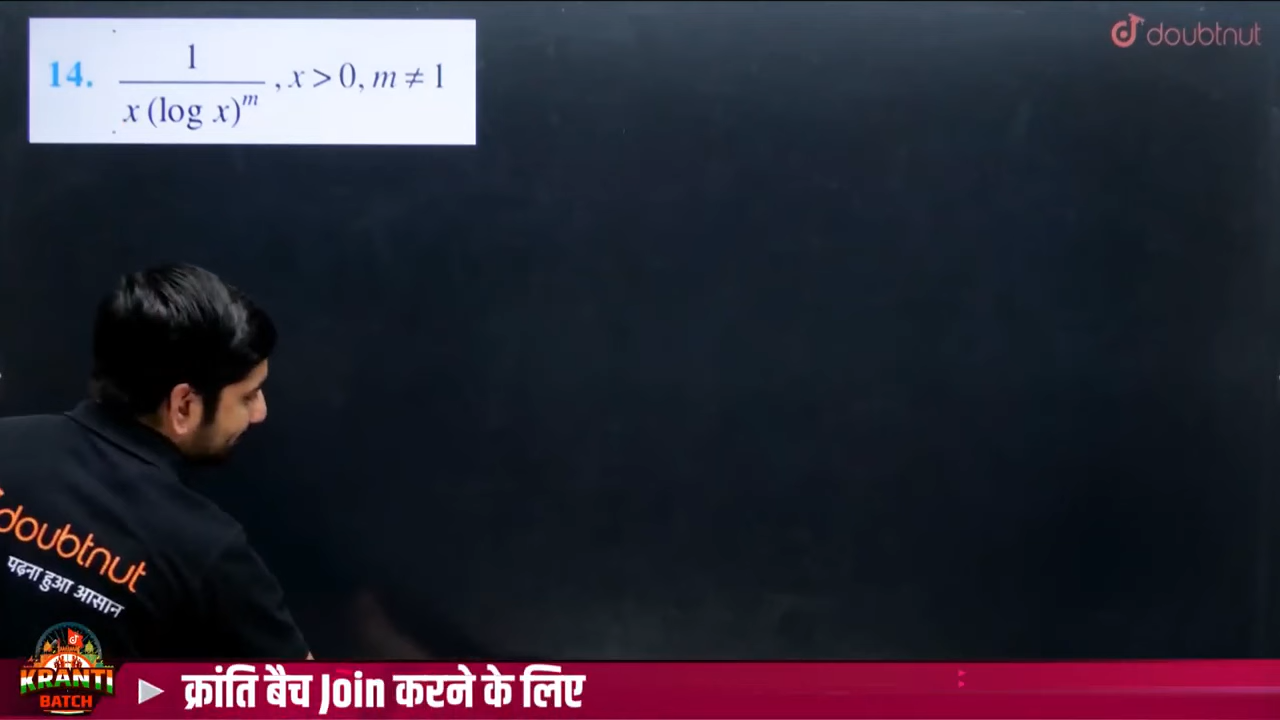 doubtnut
14. 1 / x (log x)^m , x > 0, m ≠ 1
doubtnut
पढ़ना हुआ आसान
KRANTI
BATCH
क्रांति बैच Join करने के लिए